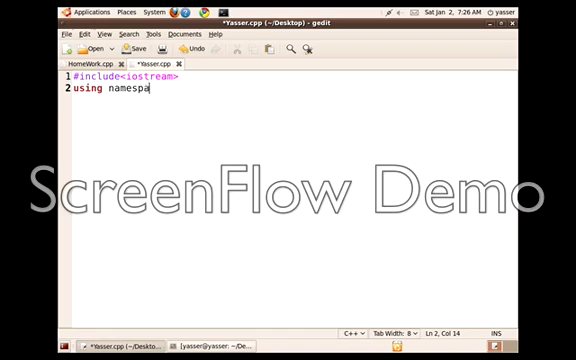 Applications Places System Sat Jan 2, 7:26 AM yasser
*Yasser.cpp (~/Desktop) - gedit
File Edit View Search Tools Documents Help
Open Save Undo
HomeWork.cpp *Yasser.cpp
1 #include<iostream>
2 using namespa
ScreenFlow Demo
C++ Tab Width: 8 Ln 2, Col 14 INS
*Yasser.cpp (~/Deskto... [yasser@yasser: ~/De...